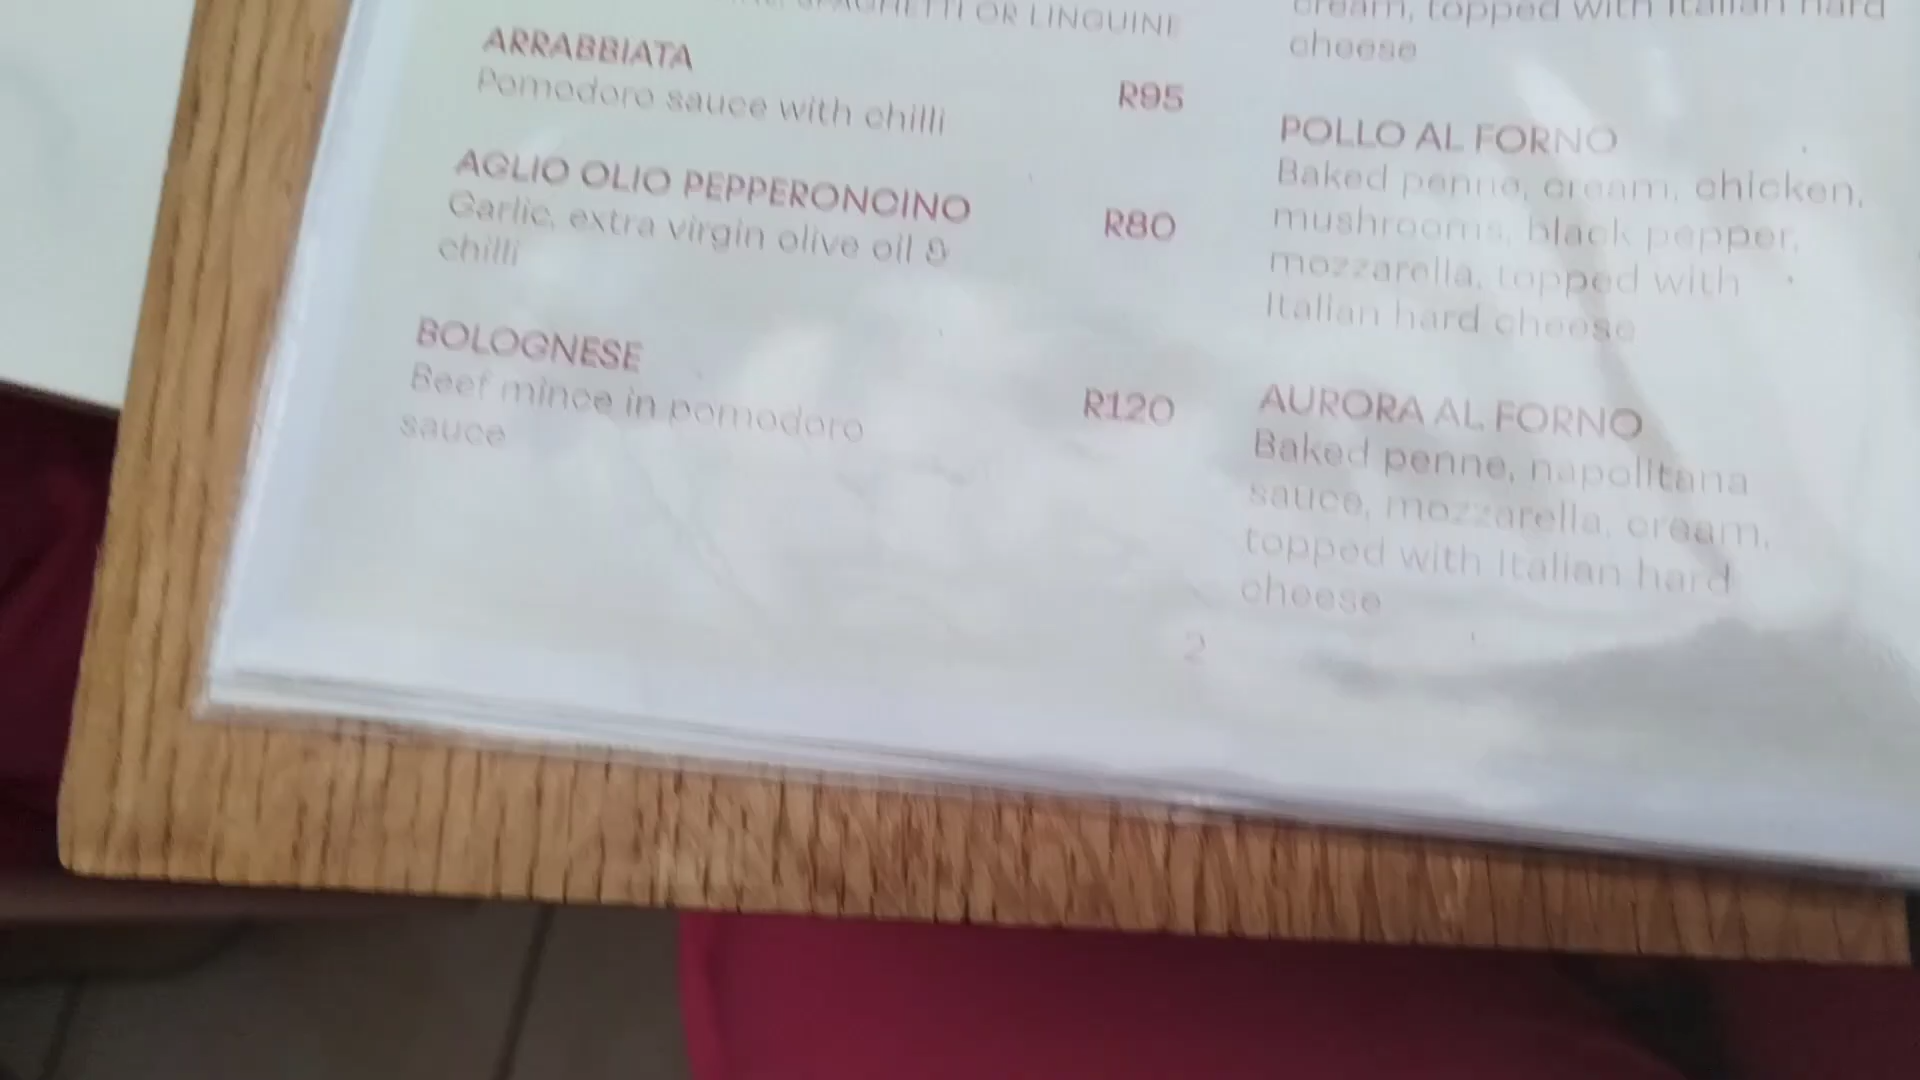 SPAGHETTI OR LINGUINE
ARRABBIATA
R95
Pomodoro sauce with chilli
AGLIO OLIO PEPPERONCINO
R80
Garlic, extra virgin olive oil &
chilli
BOLOGNESE
R120
Beef mince in pomodoro
sauce
cream, topped with Italian hard
cheese
POLLO AL FORNO
Baked penne, cream, chicken,
mushrooms, black pepper,
mozzarella, topped with
Italian hard cheese
AURORA AL FORNO
Baked penne, napolitana
sauce, mozzarella, cream,
topped with Italian hard
cheese
2